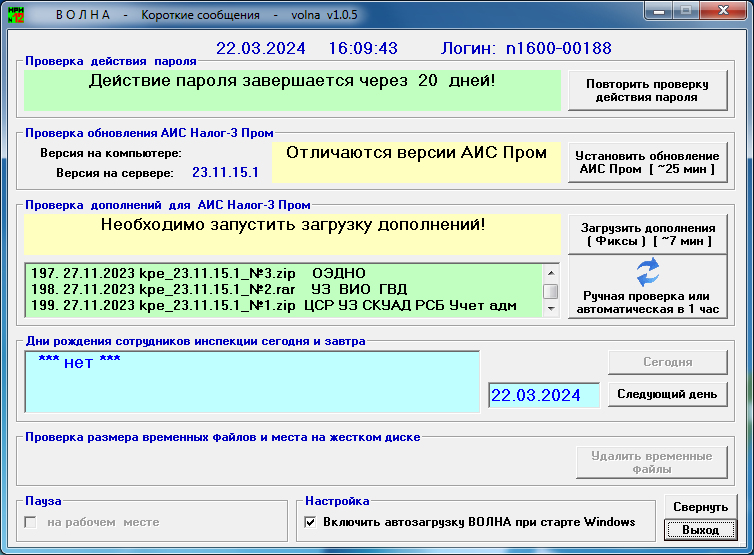 ВОЛНА - Короткие сообщения - volna v1.0.5
22.03.2024 16:09:43 Логин: n1600-00188
Проверка действия пароля
Действие пароля завершается через 20 дней!
Повторить проверку
действия пароля
Проверка обновления АИС Налог-3 Пром
Версия на компьютере:
Версия на сервере: 23.11.15.1
Отличаются версии АИС Пром
Установить обновление
АИС Пром [ ~25 мин ]
Проверка дополнений для АИС Налог-3 Пром
Необходимо запустить загрузку дополнений!
Загрузить дополения
( Фиксы ) [ ~7 мин ]
197. 27.11.2023 kpe_23.11.15.1_№3.zip ОЭДНО
198. 27.11.2023 kpe_23.11.15.1_№2.rar УЗ ВИО ГВД
199. 27.11.2023 kpe_23.11.15.1_№1.zip ЦСР УЗ СКУАД РСБ Учет адм
Ручная проверка или
автоматическая в 1 час
Дни рождения сотрудников инспекции сегодня и завтра
*** нет ***
Сегодня
22.03.2024
Следующий день
Проверка размера временных файлов и места на жестком диске
Удалить временные
файлы
Пауза
на рабочем месте
Настройка
Включить автозагрузку ВОЛНА при старте Windows
Свернуть
Выход